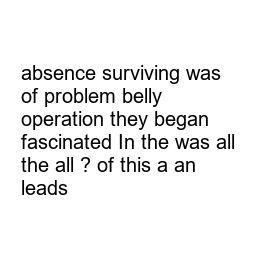 absence surviving was
of problem belly
operation they began
fascinated In the was all
the all ? of this a an
leads